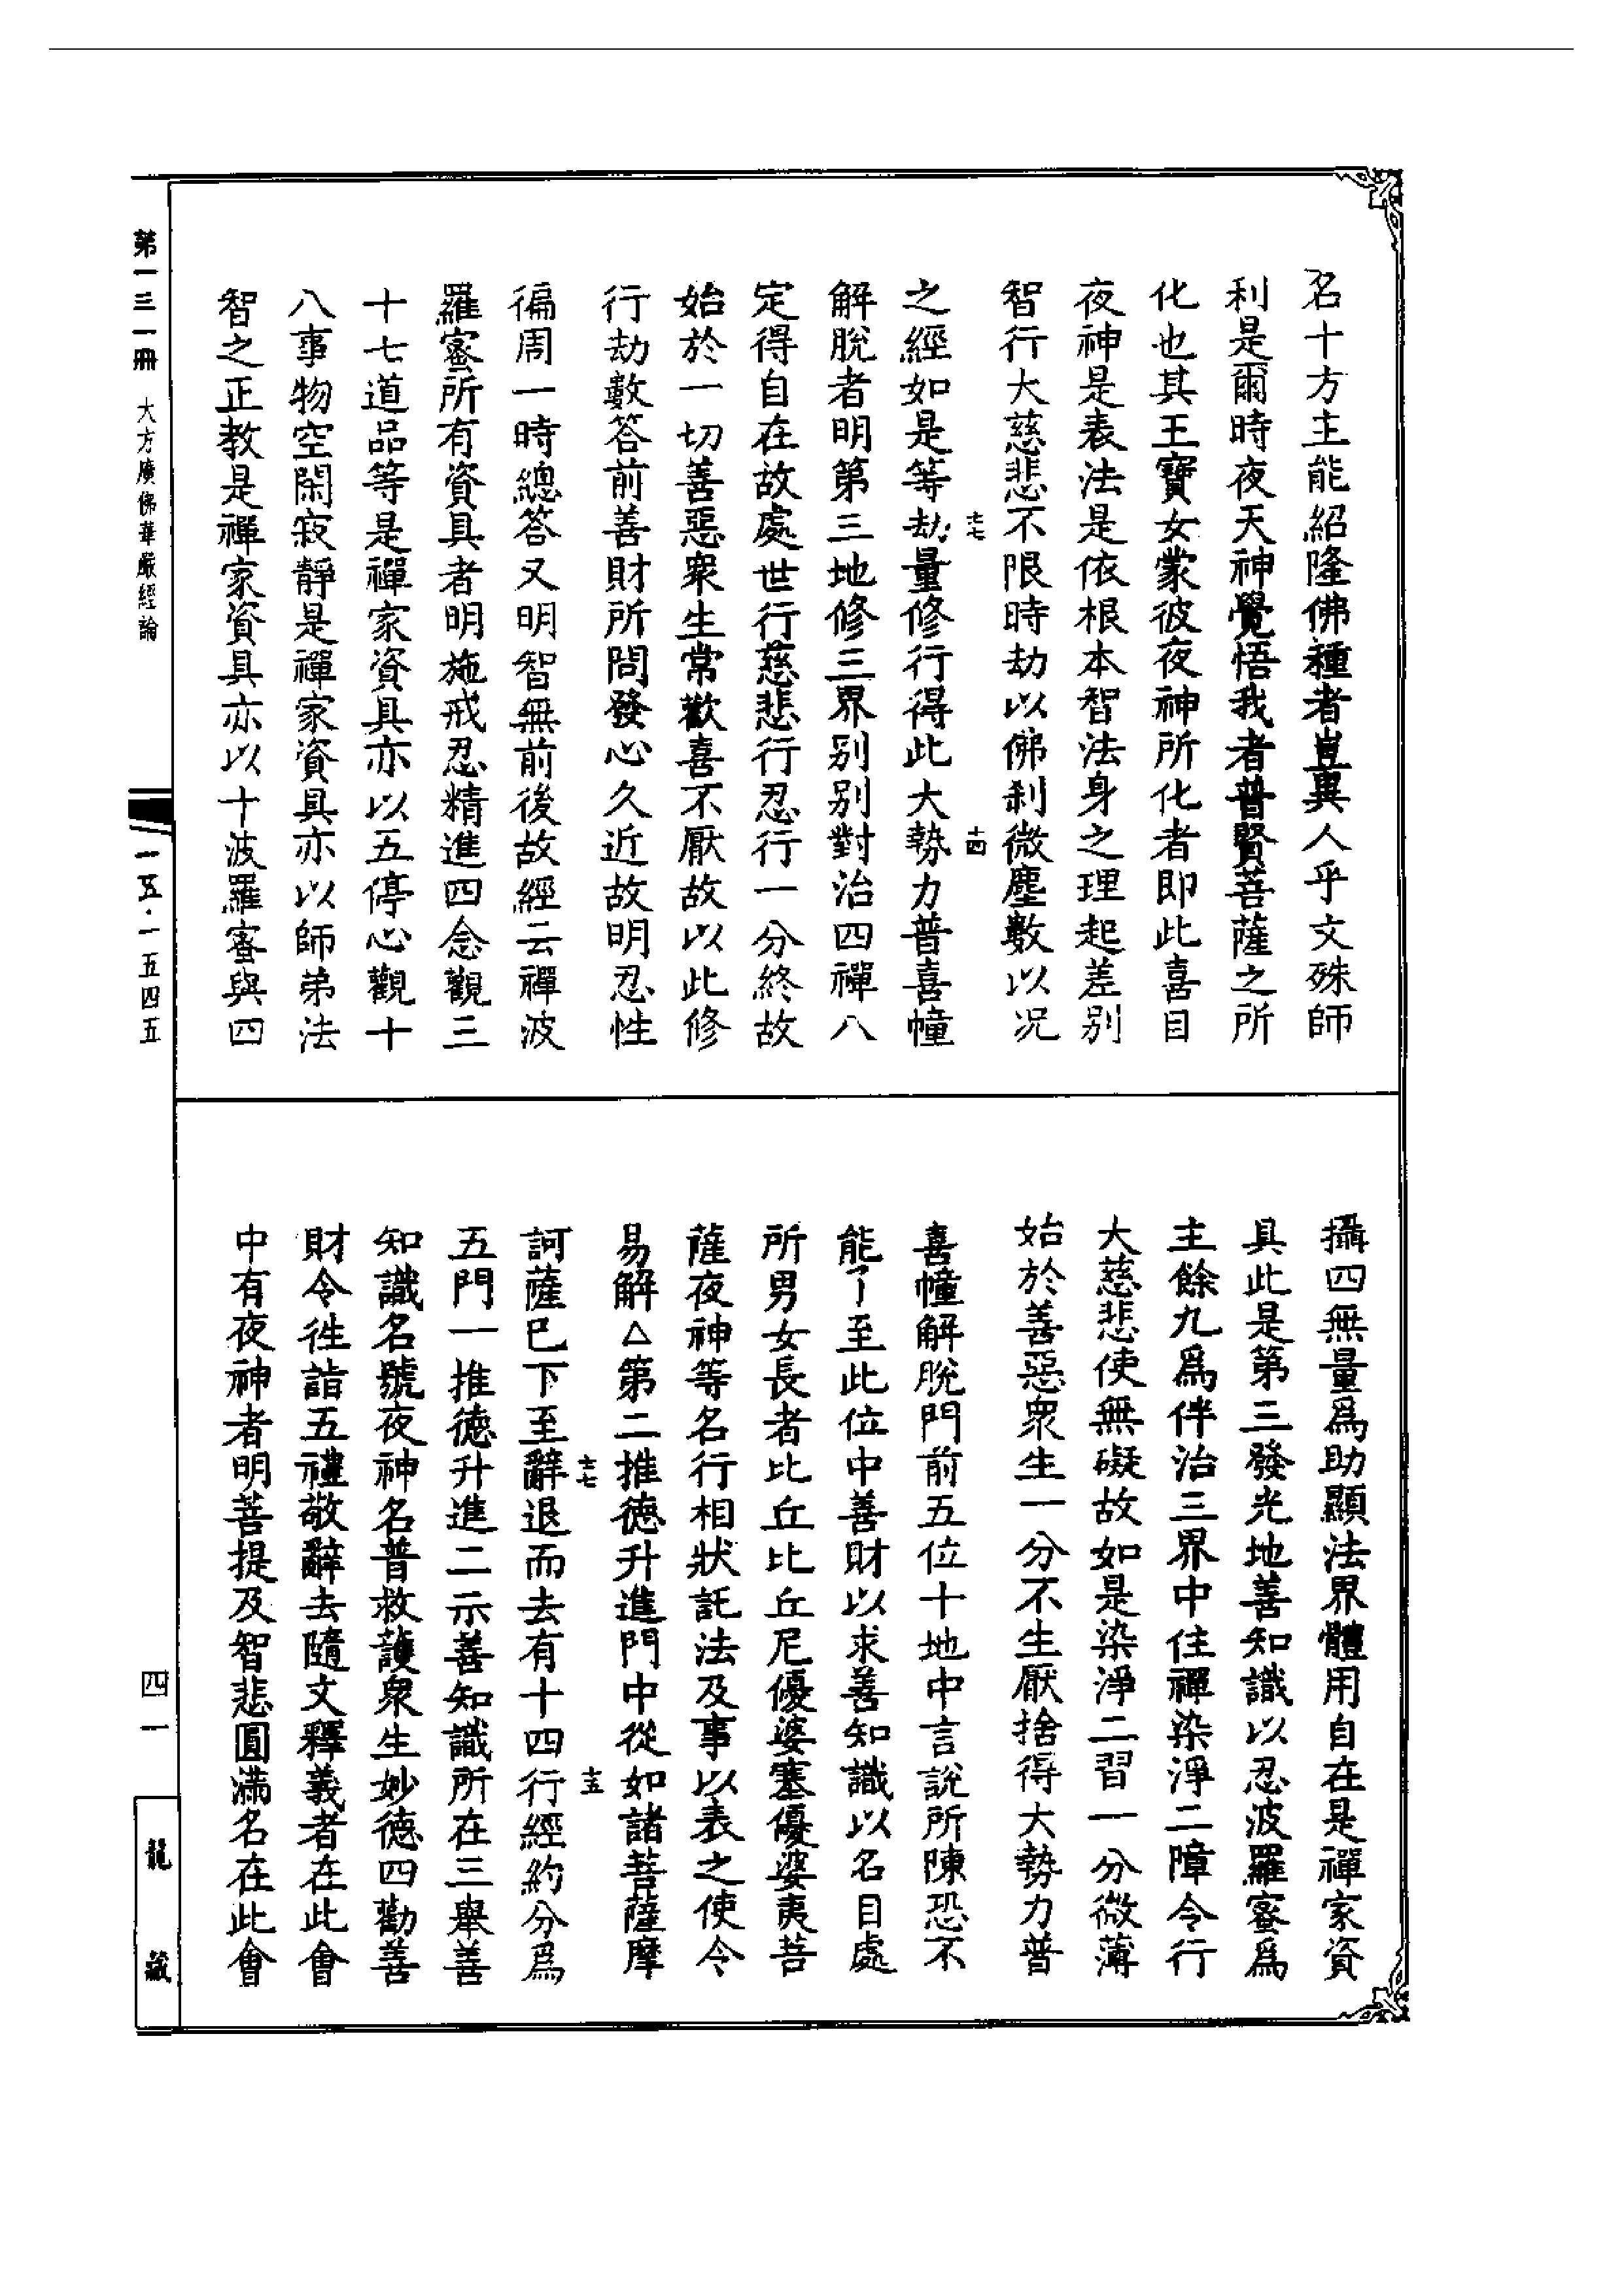 名十方主能紹隆佛種者豈異人乎文殊師
利是爾時夜天神覺悟我者普賢菩薩之所
化也其王寶女蒙彼夜神所化者即此喜目
夜神是表法是依根本智法身之理起差別
智行大慈悲不限時劫以佛刹微塵數以况
七七
十四
之經如是等劫量修行得此大勢力普喜幢
解脫者明第三地修三界别别對治四禪八
定得自在故處世行慈悲行忍行一分終故
始於一切善惡衆生常歡喜不厭故以此修
行劫數答前善財所問發心久近故明忍性
徧周一時總答又明智無前後故經云禪波
羅蜜所有資具者明施戒忍精進四念觀三
十七道品等是禪家資具亦以五停心觀十
八事物空閑寂靜是禪家資具亦以師弟法
智之正教是禪家資具亦以十波羅蜜與四
攝四無量爲助顯法界體用自在是禪家資
具此是第三發光地善知識以忍波羅蜜爲
主餘九爲伴治三界中住禪染淨二障令行
大慈悲使無礙故如是染淨二習一分微薄
始於善惡衆生一分不生厭捨得大勢力普
喜幢解脫門前五位十地中言說所陳恐不
能了至此位中善財以求善知識以名目處
所男女長者比丘比丘尼優婆塞優婆夷菩
薩夜神等名行相狀託法及事以表之使令
易解△第二推德升進門中從如諸菩薩摩
七七
十五
訶薩巳下至辭退而去有十四行經約分爲
五門一推德升進二示善知識所在三舉善
知識名號夜神名普救護衆生妙德四勸善
財令徃詣五禮敬辭去隨文釋義者在此會
中有夜神者明菩提及智悲圓滿名在此會
第一三一冊
大方廣佛華嚴經論
一五·一五四五
四一
龍藏